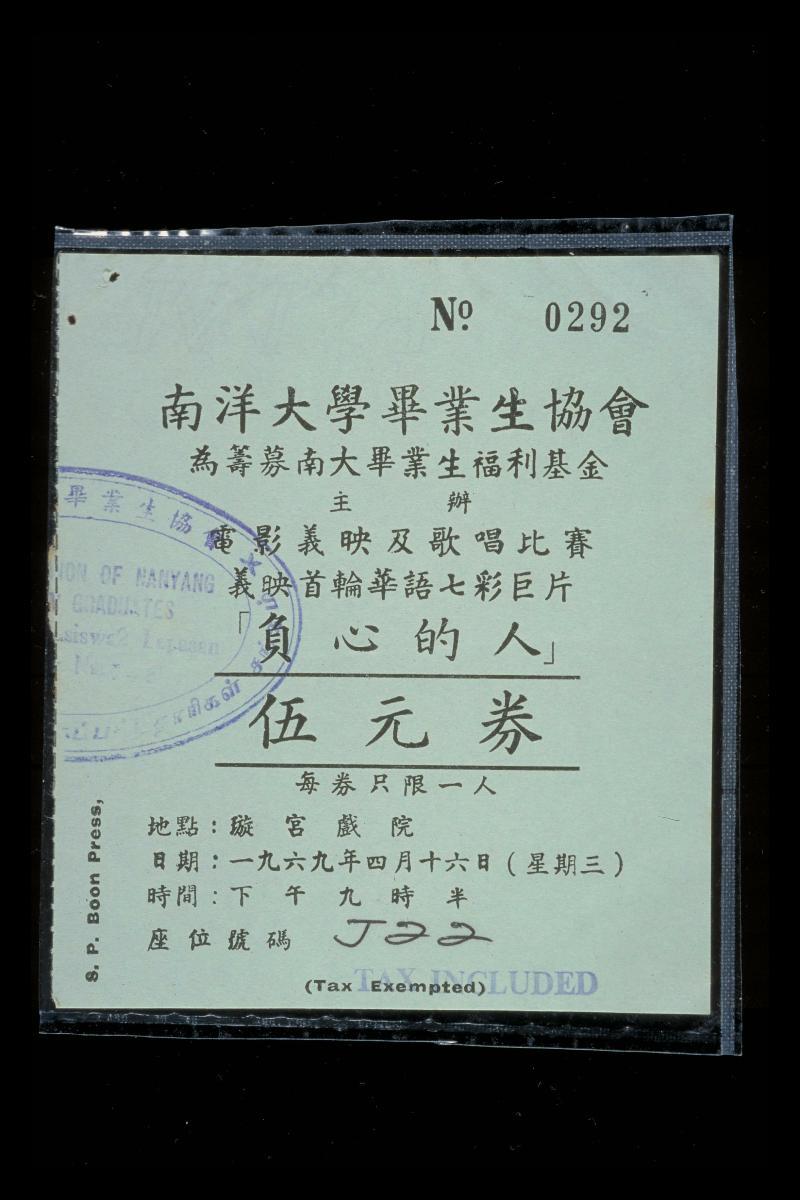 Nº 0292
南洋大學畢業生協會
為籌募南大畢業生福利基金
主辦
電影義映及歌唱比賽
義映首輪華語七彩巨片
「負心的人」
伍元券
每券只限一人
地點：璇宮戲院
日期：一九六九年四月十六日（星期三）
時間：下午九時半
座位號碼 J22
(Tax Exempted)
TAX INCLUDED
S. P. Boon Press,
畢業生協會
ION OF NANYANG
GRADUATES